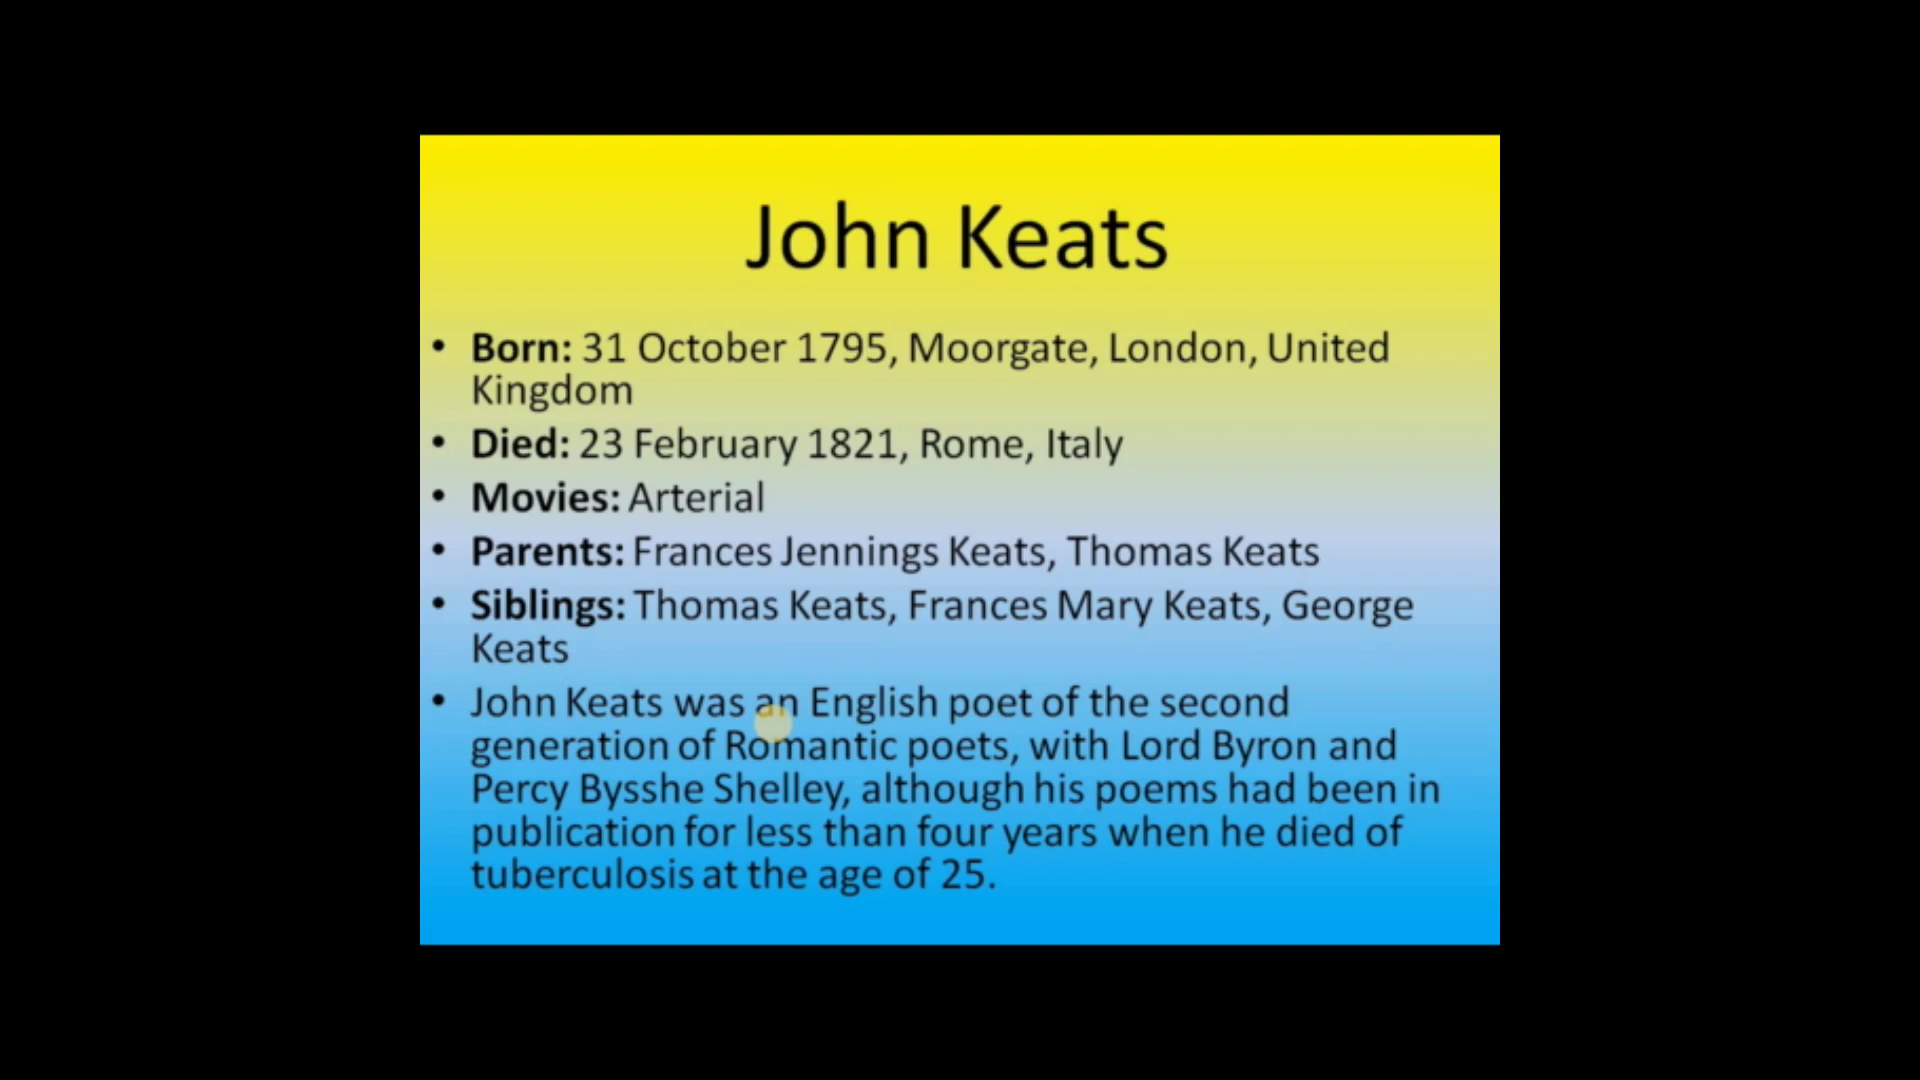 John Keats
• Born: 31 October 1795, Moorgate, London, United
Kingdom
• Died: 23 February 1821, Rome, Italy
• Movies: Arterial
• Parents: Frances Jennings Keats, Thomas Keats
• Siblings: Thomas Keats, Frances Mary Keats, George
Keats
• John Keats was an English poet of the second
generation of Romantic poets, with Lord Byron and
Percy Bysshe Shelley, although his poems had been in
publication for less than four years when he died of
tuberculosis at the age of 25.